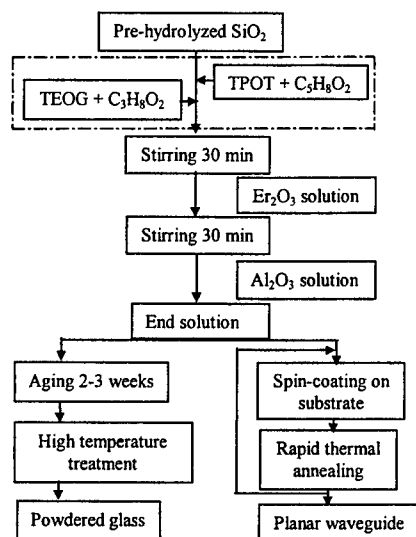 Pre-hydrolyzed SiO₂
TPOT + C₅H₈O₂
TEOG + C₃H₈O₂
Stirring 30 min
Er₂O₃ solution
Stirring 30 min
Al₂O₃ solution
End solution
Aging 2-3 weeks
High temperature
treatment
Powdered glass
Spin-coating on
substrate
Rapid thermal
annealing
Planar waveguide